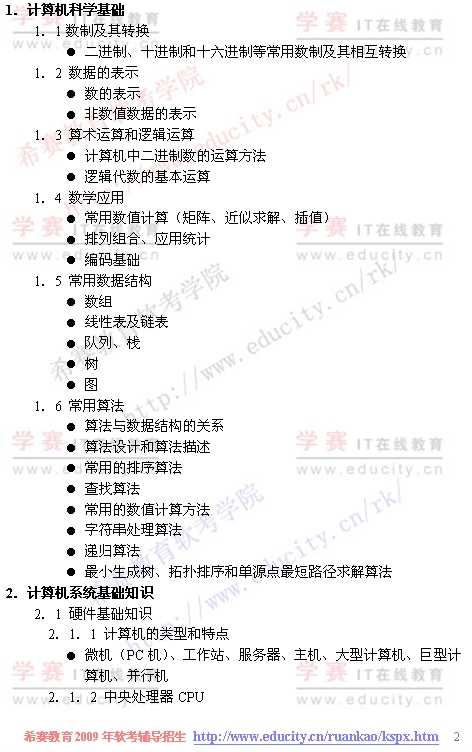 1．计算机科学基础
1．1数制及其转换
● 二进制、十进制和十六进制等常用数制及其相互转换
1．2 数据的表示
● 数的表示
● 非数值数据的表示
1．3 算术运算和逻辑运算
● 计算机中二进制数的运算方法
● 逻辑代数的基本运算
1．4 数学应用
● 常用数值计算（矩阵、近似求解、插值）
● 排列组合、应用统计
● 编码基础
1．5 常用数据结构
● 数组
● 线性表及链表
● 队列、栈
● 树
● 图
1．6 常用算法
● 算法与数据结构的关系
● 算法设计和算法描述
● 常用的排序算法
● 查找算法
● 常用的数值计算方法
● 字符串处理算法
● 递归算法
● 最小生成树、拓扑排序和单源点最短路径求解算法
2．计算机系统基础知识
2．1 硬件基础知识
2．1．1 计算机的类型和特点
● 微机（PC机）、工作站、服务器、主机、大型计算机、巨型计
算机、并行机
2．1．2 中央处理器 CPU
希赛教育 2009 年软考辅导招生 http://www.educity.cn/ruankao/kspx.htm 2
学赛 IT在线教育
www.educity.cn
希赛教育软考学院
http://www.educity.cn/rk/